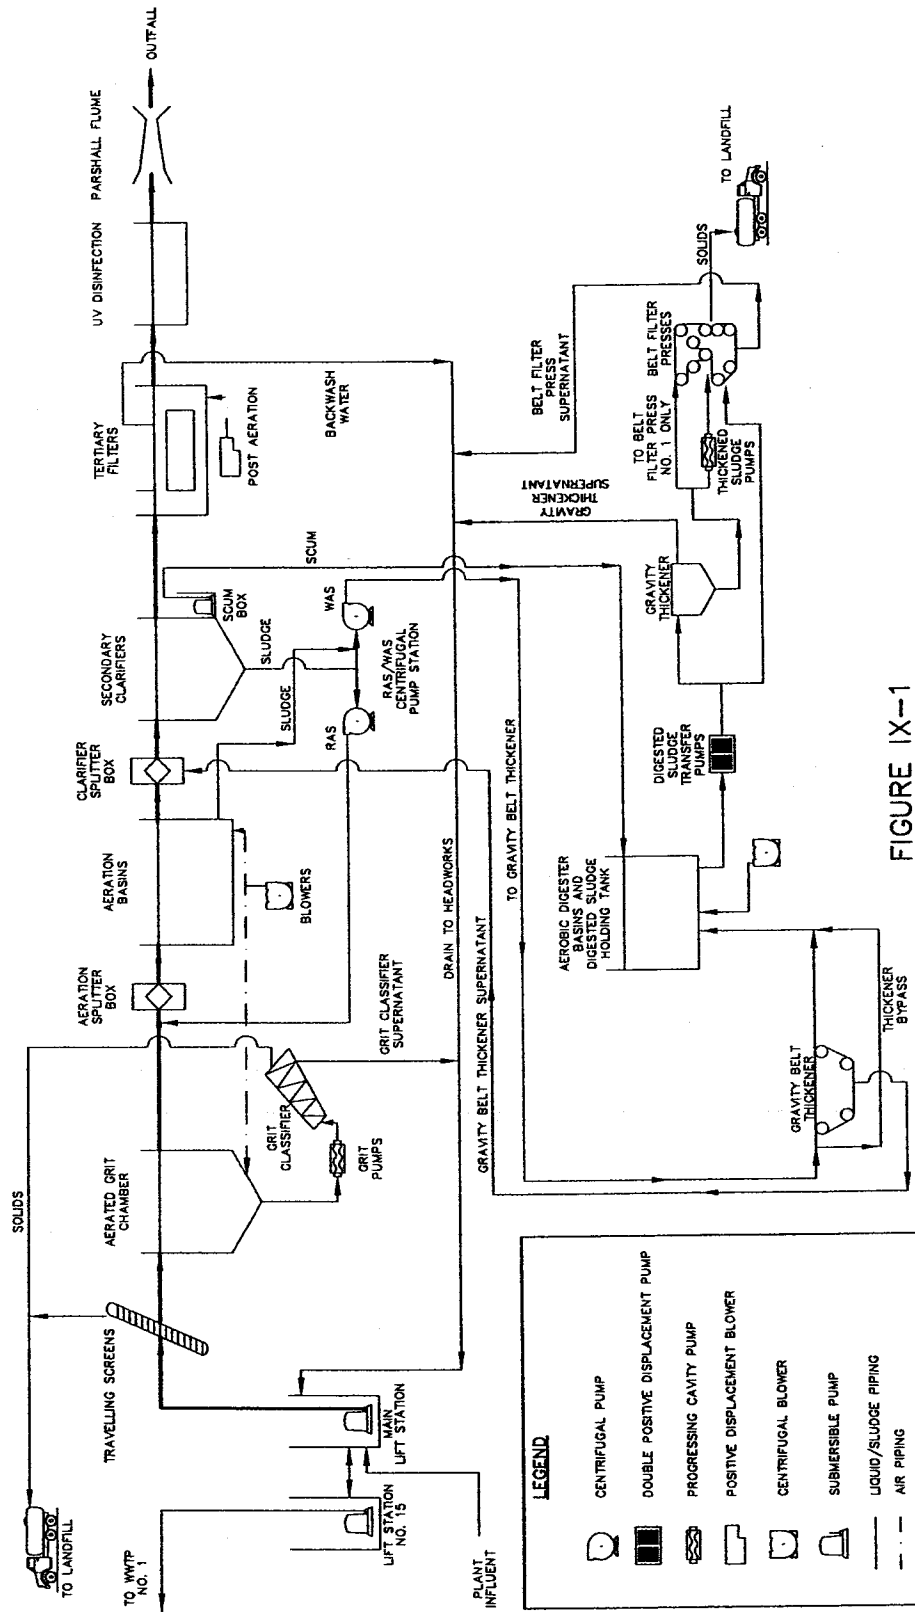 TO LANDFILL
SOLIDS
TRAVELLING SCREENS
AERATED GRIT
CHAMBER
AERATION
SPLITTER
BOX
AERATION
BASINS
CLARIFIER
SPLITTER
BOX
SECONDARY
CLARIFIERS
TERTIARY
FILTERS
UV DISINFECTION
PARSHALL FLUME
OUTFALL
TO WWTP
NO. 1
LIFT STATION
NO. 15
MAIN
LIFT STATION
PLANT
INFLUENT
GRIT
CLASSIFIER
GRIT
PUMPS
GRIT CLASSIFIER
SUPERNATANT
BLOWERS
SLUDGE
SLUDGE
SCUM
BOX
SCUM
RAS
WAS
RAS/WAS
CENTRIFUGAL
PUMP STATION
POST AERATION
BACKWASH
WATER
DRAIN TO HEADWORKS
GRAVITY BELT THICKENER SUPERNATANT
TO GRAVITY BELT THICKENER
GRAVITY
THICKENER
SUPERNATANT
BELT FILTER
PRESS
SUPERNATANT
AEROBIC DIGESTER
BASINS AND
DIGESTED SLUDGE
HOLDING TANK
DIGESTED
SLUDGE
TRANSFER
PUMPS
GRAVITY
THICKENER
TO BELT
FILTER PRESS
NO. 1 ONLY
THICKENED
SLUDGE
PUMPS
BELT FILTER
PRESSES
SOLIDS
TO LANDFILL
GRAVITY BELT
THICKENER
THICKENER
BYPASS
LEGEND
CENTRIFUGAL PUMP
DOUBLE POSITIVE DISPLACEMENT PUMP
PROGRESSING CAVITY PUMP
POSITIVE DISPLACEMENT BLOWER
CENTRIFUGAL BLOWER
SUBMERSIBLE PUMP
LIQUID/SLUDGE PIPING
AIR PIPING
FIGURE IX-1